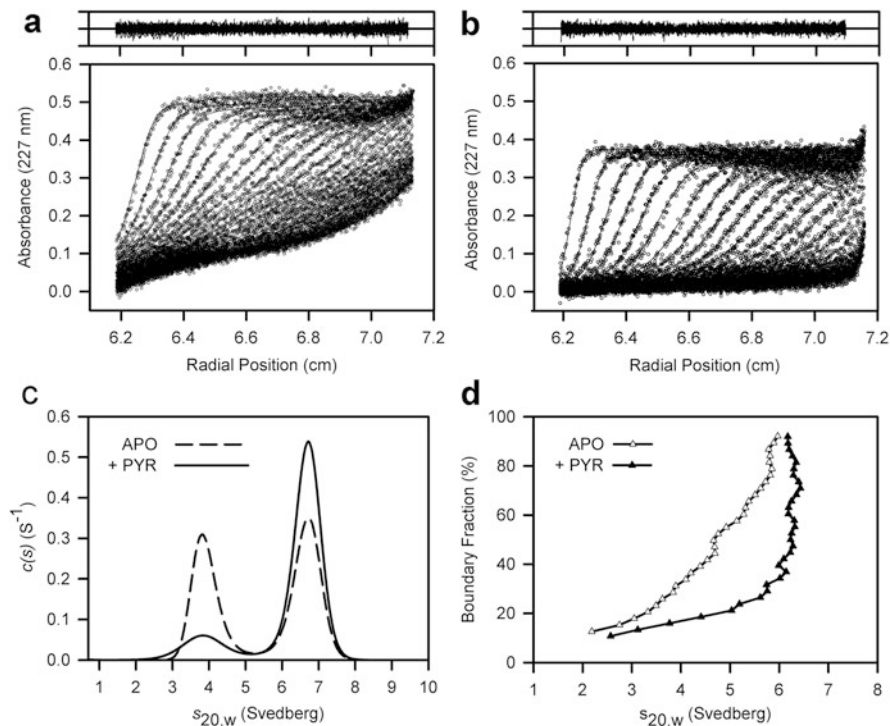 a
b
Absorbance (227 nm)
0.6
0.5
0.4
0.3
0.2
0.1
0.0
6.2 6.4 6.6 6.8 7.0 7.2
Radial Position (cm)
Absorbance (227 nm)
0.6
0.5
0.4
0.3
0.2
0.1
0.0
6.2 6.4 6.6 6.8 7.0 7.2
Radial Position (cm)
c
c(s) (S⁻¹)
0.6
0.5
0.4
0.3
0.2
0.1
0.0
APO
+ PYR
1 2 3 4 5 6 7 8 9 10
s20,w (Svedberg)
d
Boundary Fraction (%)
100
80
60
40
20
0
APO
+ PYR
1 2 3 4 5 6 7 8
s20,w (Svedberg)